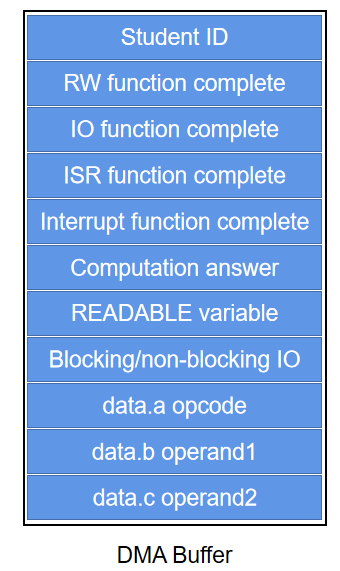 Student ID
RW function complete
IO function complete
ISR function complete
Interrupt function complete
Computation answer
READABLE variable
Blocking/non-blocking IO
data.a opcode
data.b operand1
data.c operand2
DMA Buffer